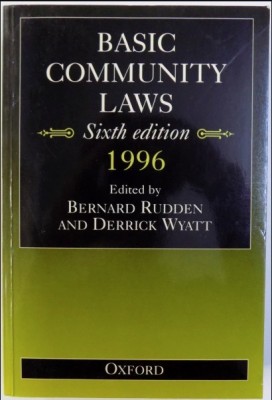 BASIC
COMMUNITY
LAWS
Sixth edition
1996
Edited by
BERNARD RUDDEN
AND DERRICK WYATT
OXFORD